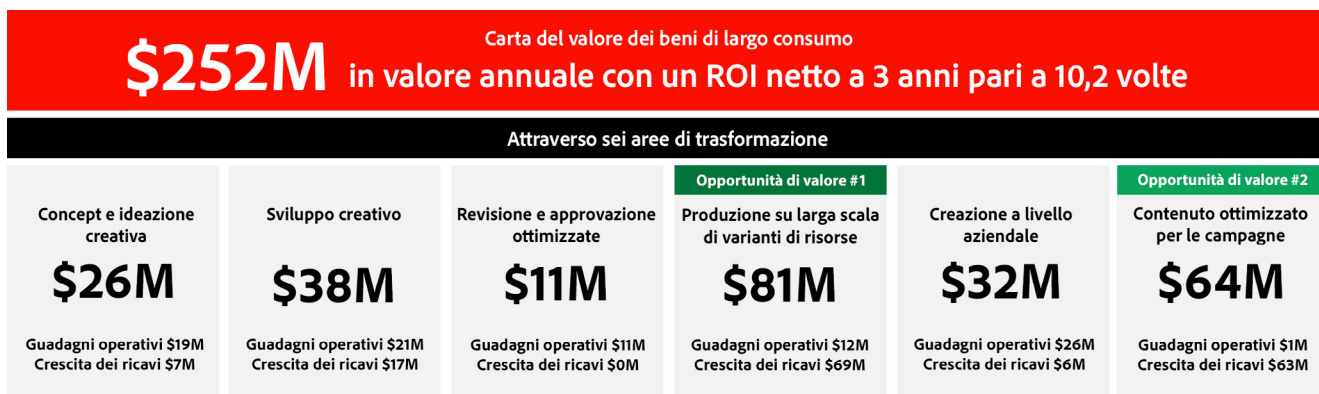 Carta del valore dei beni di largo consumo
$252M in valore annuale con un ROI netto a 3 anni pari a 10,2 volte
Attraverso sei aree di trasformazione
Concept e ideazione
creativa
$26M
Guadagni operativi $19M
Crescita dei ricavi $7M
Sviluppo creativo
$38M
Guadagni operativi $21M
Crescita dei ricavi $17M
Revisione e approvazione
ottimizzate
$11M
Guadagni operativi $11M
Crescita dei ricavi $0M
Opportunità di valore #1
Produzione su larga scala
di varianti di risorse
$81M
Guadagni operativi $12M
Crescita dei ricavi $69M
Creazione a livello
aziendale
$32M
Guadagni operativi $26M
Crescita dei ricavi $6M
Opportunità di valore #2
Contenuto ottimizzato
per le campagne
$64M
Guadagni operativi $1M
Crescita dei ricavi $63M